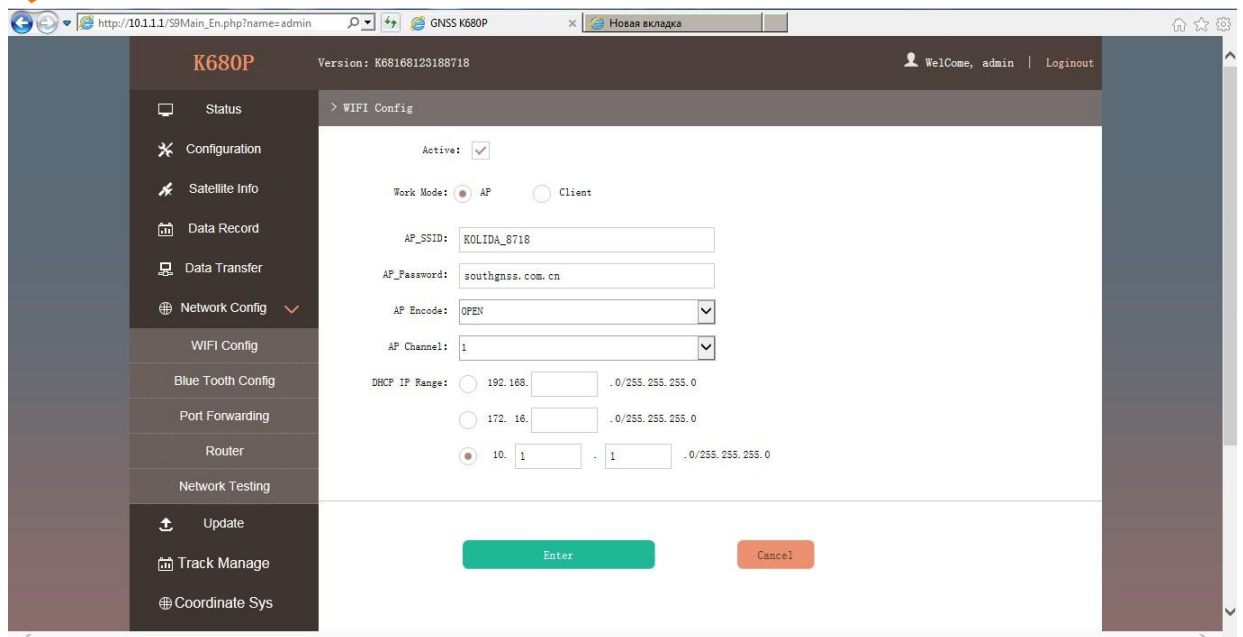 http://10.1.1.1/S9Main_En.php?name=admin GNSS K680P Новая вкладка
K680P Version: K68168123188718 WelCome, admin | Loginout
Status
Configuration
Satellite Info
Data Record
Data Transfer
Network Config
WIFI Config
Blue Tooth Config
Port Forwarding
Router
Network Testing
Update
Track Manage
Coordinate Sys
> WIFI Config
Active:
Work Mode: AP Client
AP_SSID: KOLIDA_8718
AP_Password: southgnss.com.cn
AP Encode: OPEN
AP Channel: 1
DHCP IP Range: 192.168. .0/255.255.255.0
172. 16. .0/255.255.255.0
10. 1 . 1 .0/255.255.255.0
Enter Cancel